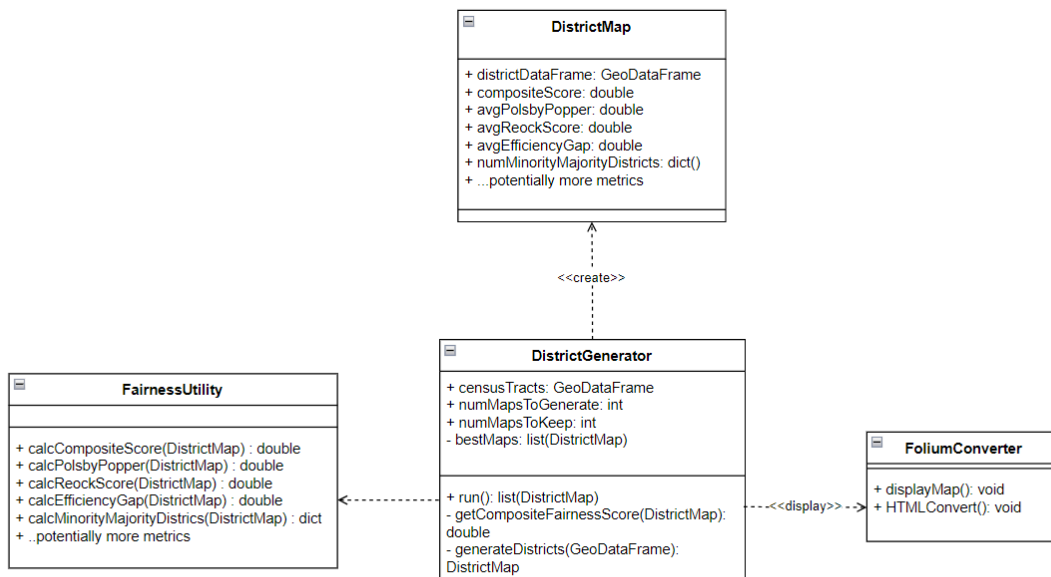 DistrictMap
+ districtDataFrame: GeoDataFrame
+ compositeScore: double
+ avgPolsbyPopper: double
+ avgReockScore: double
+ avgEfficiencyGap: double
+ numMinorityMajorityDistricts: dict()
+ ...potentially more metrics
<<create>>
DistrictGenerator
+ censusTracts: GeoDataFrame
+ numMapsToGenerate: int
+ numMapsToKeep: int
- bestMaps: list(DistrictMap)
+ run(): list(DistrictMap)
- getCompositeFairnessScore(DistrictMap):
double
- generateDistricts(GeoDataFrame):
DistrictMap
FairnessUtility
+ calcCompositeScore(DistrictMap) : double
+ calcPolsbyPopper(DistrictMap) : double
+ calcReockScore(DistrictMap) : double
+ calcEfficiencyGap(DistrictMap) : double
+ calcMinorityMajorityDistrics(DistrictMap) : dict
+ ..potentially more metrics
<<display>>
FoliumConverter
+ displayMap(): void
+ HTMLConvert(): void